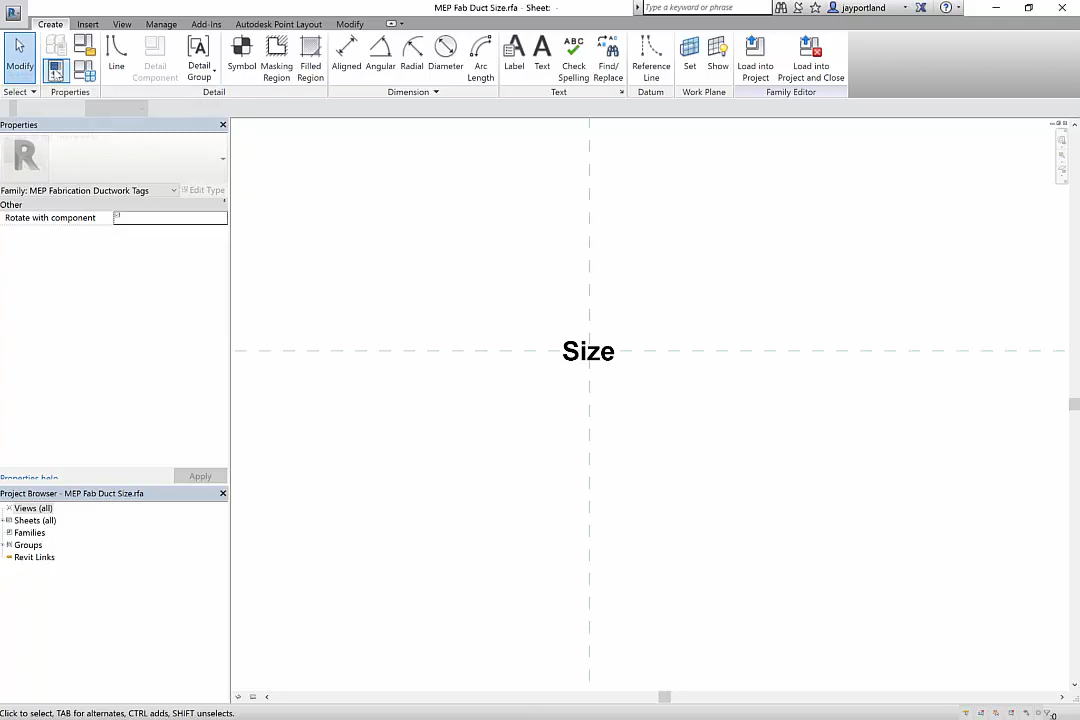 MEP Fab Duct Size.rfa - Sheet: -
Type a keyword or phrase
jayportland
Create Insert View Manage Add-Ins Autodesk Point Layout Modify
Modify
Line
Detail Component
Detail Group
Symbol
Masking Region
Filled Region
Aligned
Angular
Radial
Diameter
Arc Length
Label
Text
Check Spelling
Find/ Replace
Reference Line
Set
Show
Load into Project
Load into Project and Close
Select
Properties
Detail
Dimension
Text
Datum
Work Plane
Family Editor
Properties
Family: MEP Fabrication Ductwork Tags
Edit Type
Other
Rotate with component
Size
Properties help
Apply
Project Browser - MEP Fab Duct Size.rfa
Views (all)
Sheets (all)
Families
Groups
Revit Links
Click to select, TAB for alternates, CTRL adds, SHIFT unselects.
:0